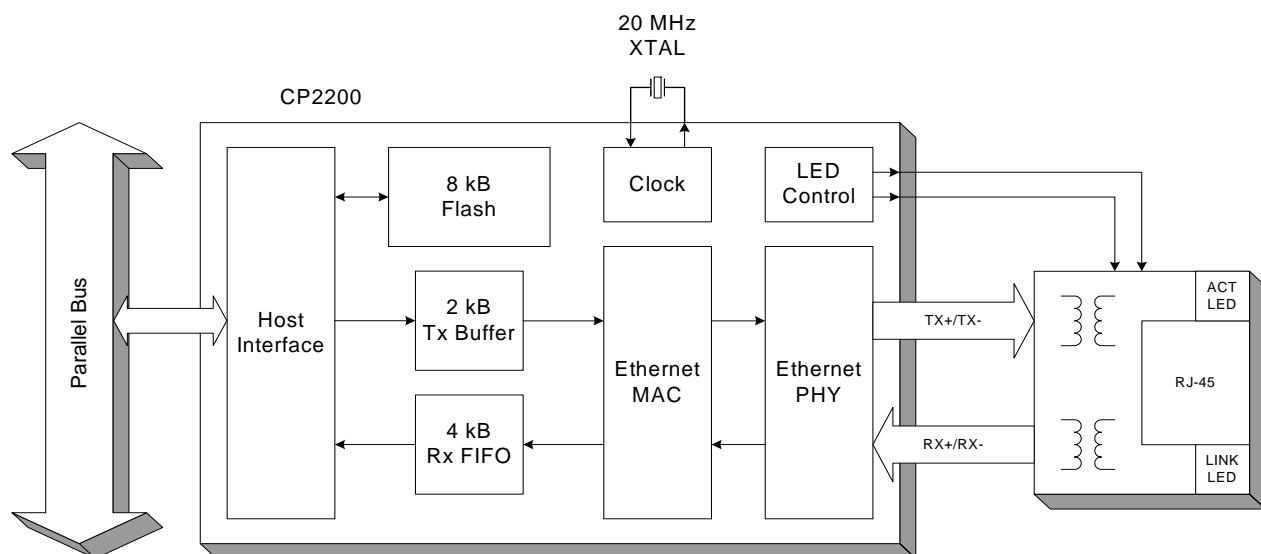 20 MHz
XTAL
CP2200
8 kB
Flash
Clock
LED
Control
Parallel Bus
Host
Interface
2 kB
Tx Buffer
Ethernet
MAC
Ethernet
PHY
4 kB
Rx FIFO
TX+/TX-
RX+/RX-
ACT
LED
RJ-45
LINK
LED